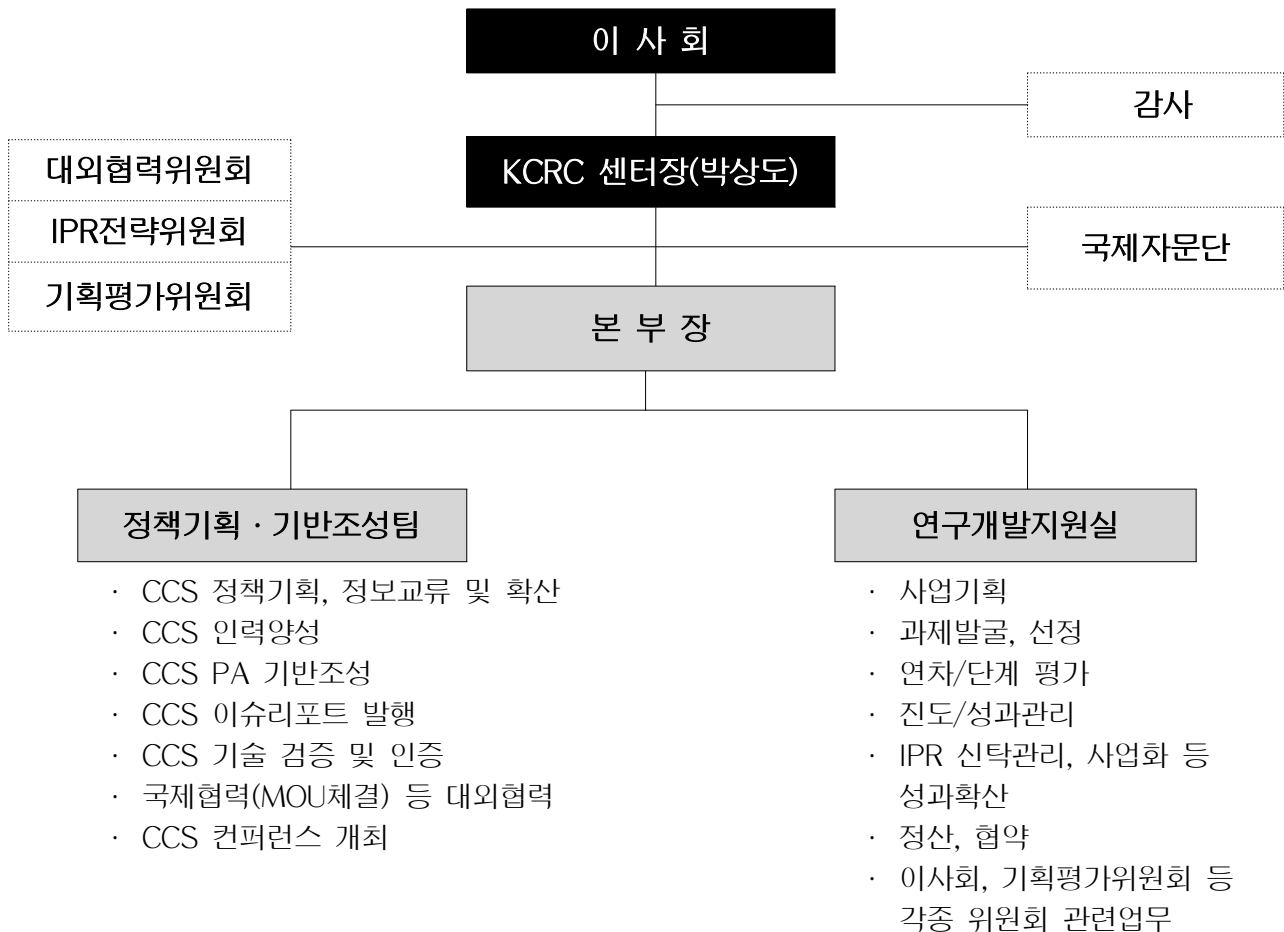 이 사 회
감사
KCRC 센터장(박상도)
대외협력위원회
IPR전략위원회
기획평가위원회
국제자문단
본 부 장
정책기획 · 기반조성팀
· CCS 정책기획, 정보교류 및 확산
· CCS 인력양성
· CCS PA 기반조성
· CCS 이슈리포트 발행
· CCS 기술 검증 및 인증
· 국제협력(MOU체결) 등 대외협력
· CCS 컨퍼런스 개최
연구개발지원실
· 사업기획
· 과제발굴, 선정
· 연차/단계 평가
· 진도/성과관리
· IPR 신탁관리, 사업화 등
성과확산
· 정산, 협약
· 이사회, 기획평가위원회 등
각종 위원회 관련업무